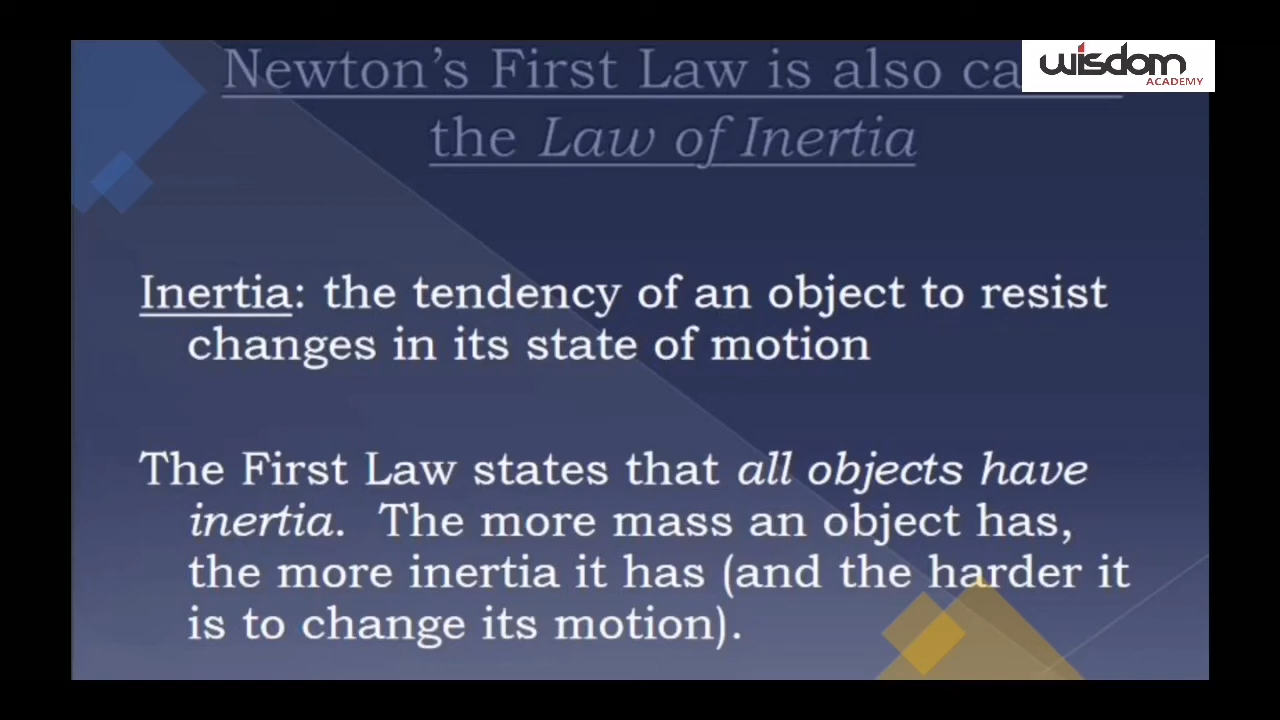 Newton's First Law is also ca
wisdom
ACADEMY
the Law of Inertia
Inertia: the tendency of an object to resist
changes in its state of motion
The First Law states that all objects have
inertia. The more mass an object has,
the more inertia it has (and the harder it
is to change its motion).